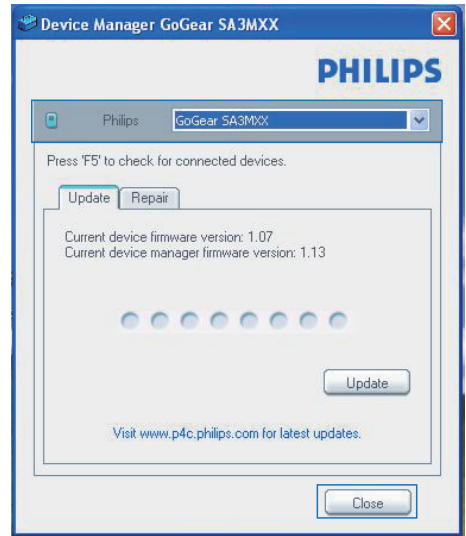 Device Manager GoGear SA3MXX
PHILIPS
Philips GoGear SA3MXX
Press 'F5' to check for connected devices.
Update Repair
Current device firmware version: 1.07
Current device manager firmware version: 1.13
Update
Visit www.p4c.philips.com for latest updates.
Close